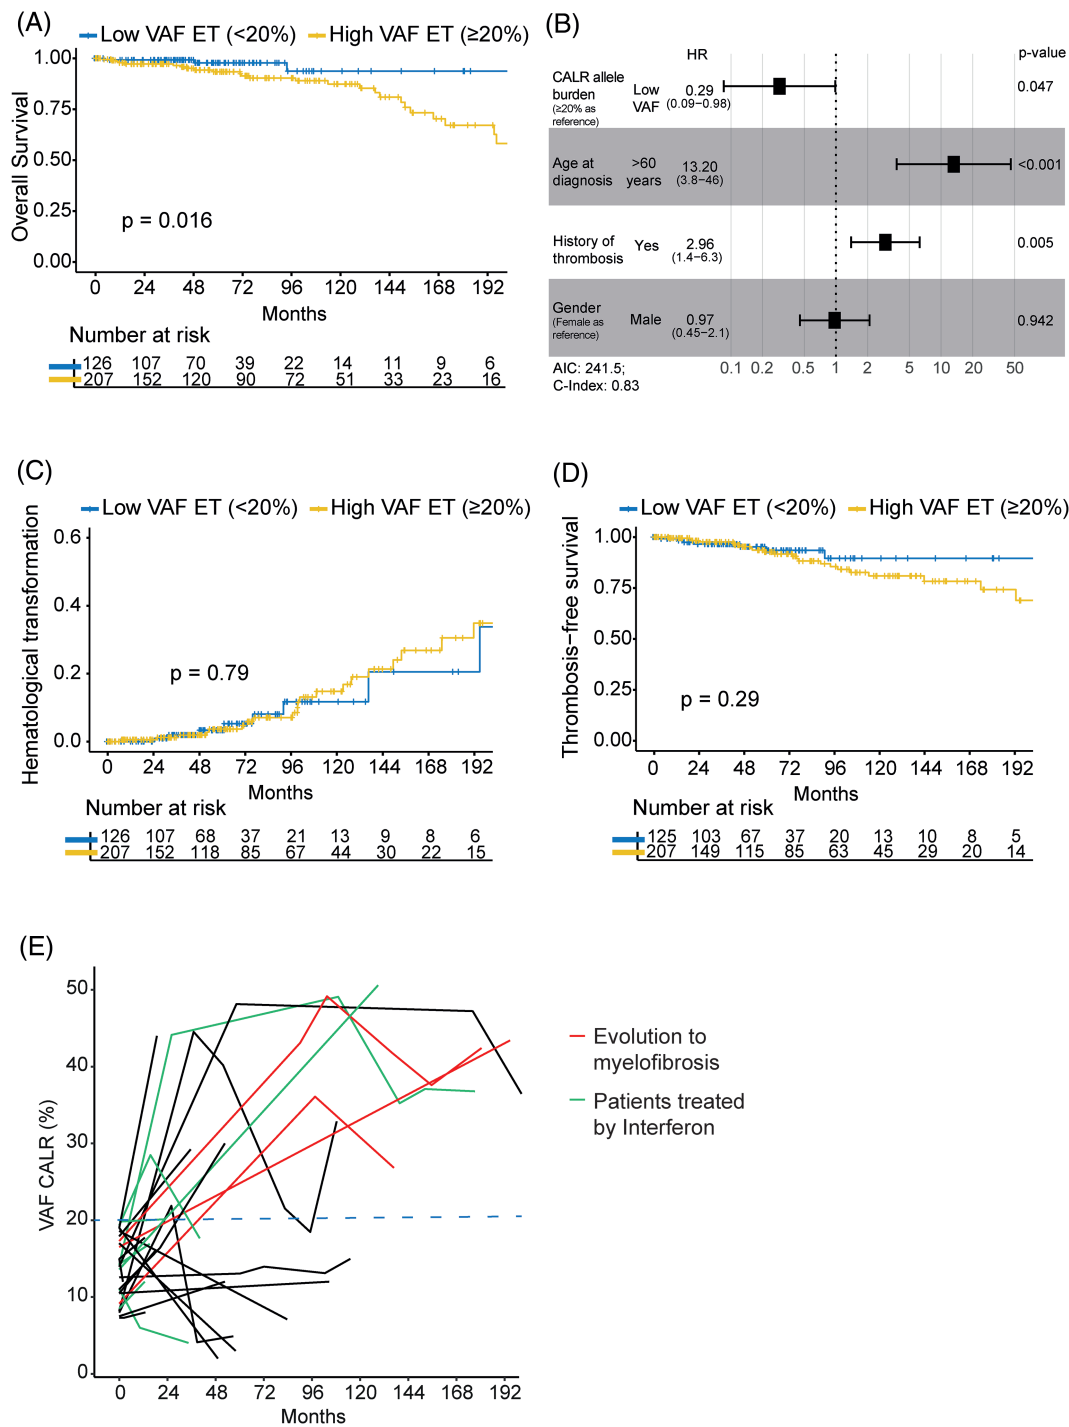 (A)
Low VAF ET (<20%) High VAF ET (≥20%)
Overall Survival
1.00
0.75
0.50
0.25
0.00
p = 0.016
0 24 48 72 96 120 144 168 192
Months
Number at risk
126 107 70 39 22 14 11 9 6
207 152 120 90 72 51 33 23 16
(B)
HR p-value
CALR allele
burden
(≥20% as
reference)
Low
VAF
0.29
(0.09−0.98)
0.047
Age at
diagnosis
>60
years
13.20
(3.8−46)
<0.001
History of
thrombosis
Yes
2.96
(1.4−6.3)
0.005
Gender
(Female as
reference)
Male
0.97
(0.45−2.1)
0.942
AIC: 241.5;
C-Index: 0.83
0.1 0.2 0.5 1 2 5 10 20 50
(C)
Low VAF ET (<20%) High VAF ET (≥20%)
Hematological transformation
0.6
0.4
0.2
0.0
p = 0.79
0 24 48 72 96 120 144 168 192
Months
Number at risk
126 107 68 37 21 13 9 8 6
207 152 118 85 67 44 30 22 15
(D)
Low VAF ET (<20%) High VAF ET (≥20%)
Thrombosis−free survival
1.00
0.75
0.50
0.25
0.00
p = 0.29
0 24 48 72 96 120 144 168 192
Months
Number at risk
125 103 67 37 20 13 10 8 5
207 149 115 85 63 45 29 20 14
(E)
VAF CALR (%)
50
40
30
20
10
0
0 24 48 72 96 120 144 168 192
Months
Evolution to
myelofibrosis
Patients treated
by Interferon